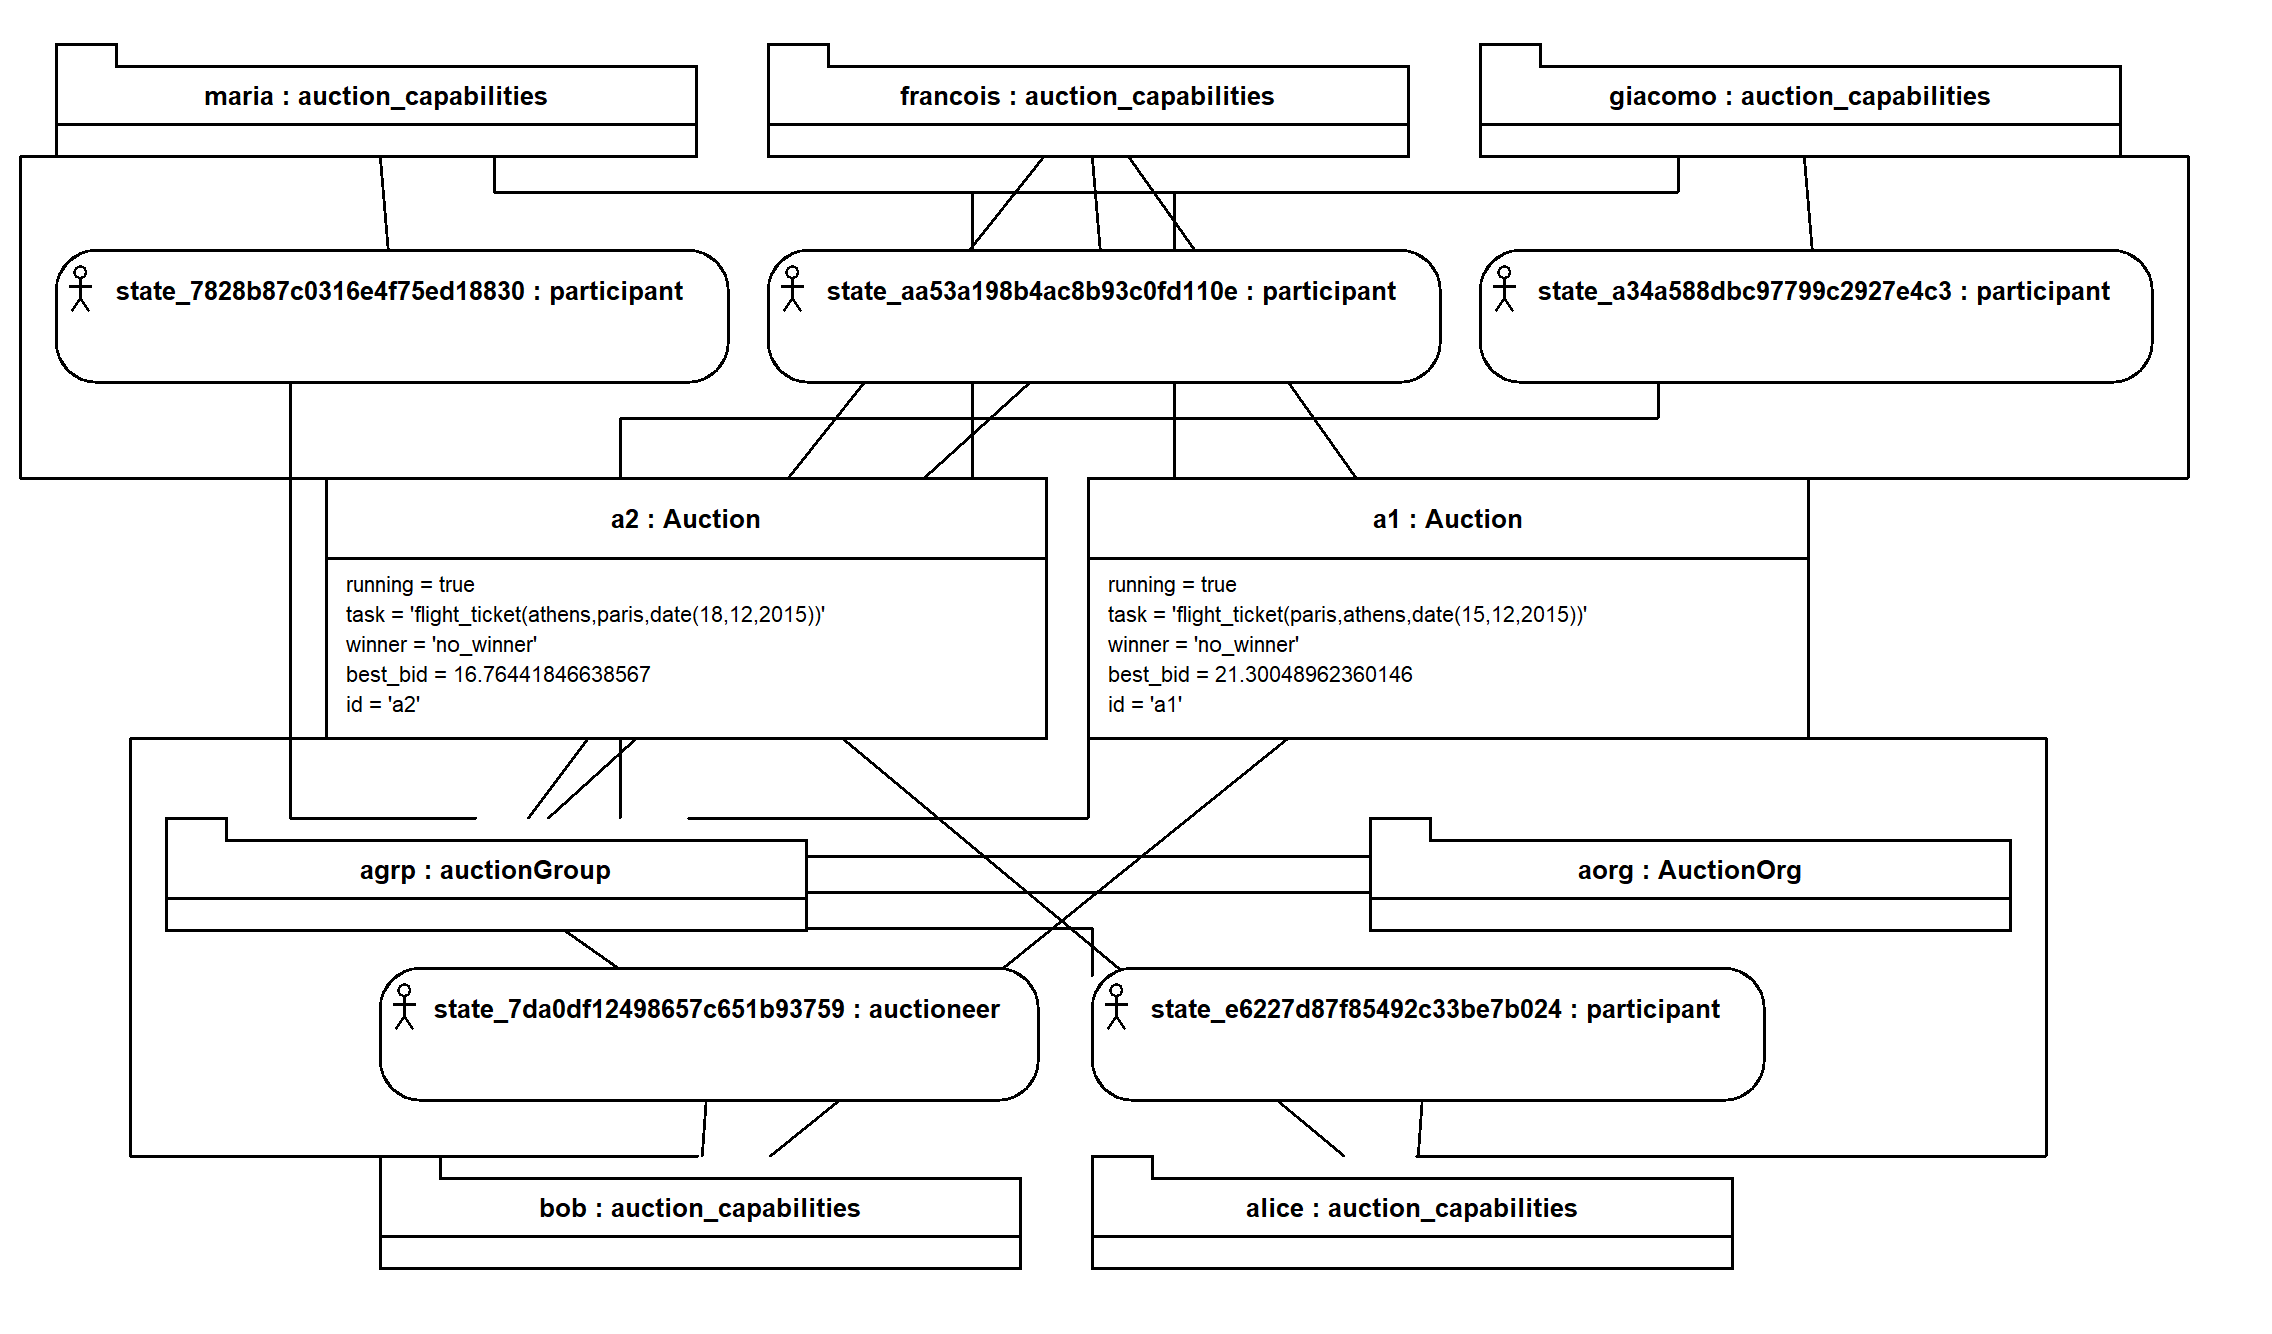 maria : auction_capabilities
francois : auction_capabilities
giacomo : auction_capabilities
state_7828b87c0316e4f75ed18830 : participant
state_aa53a198b4ac8b93c0fd110e : participant
state_a34a588dbc97799c2927e4c3 : participant
a2 : Auction
running = true
task = 'flight_ticket(athens,paris,date(18,12,2015))'
winner = 'no_winner'
best_bid = 16.76441846638567
id = 'a2'
a1 : Auction
running = true
task = 'flight_ticket(paris,athens,date(15,12,2015))'
winner = 'no_winner'
best_bid = 21.30048962360146
id = 'a1'
agrp : auctionGroup
aorg : AuctionOrg
state_7da0df12498657c651b93759 : auctioneer
state_e6227d87f85492c33be7b024 : participant
bob : auction_capabilities
alice : auction_capabilities